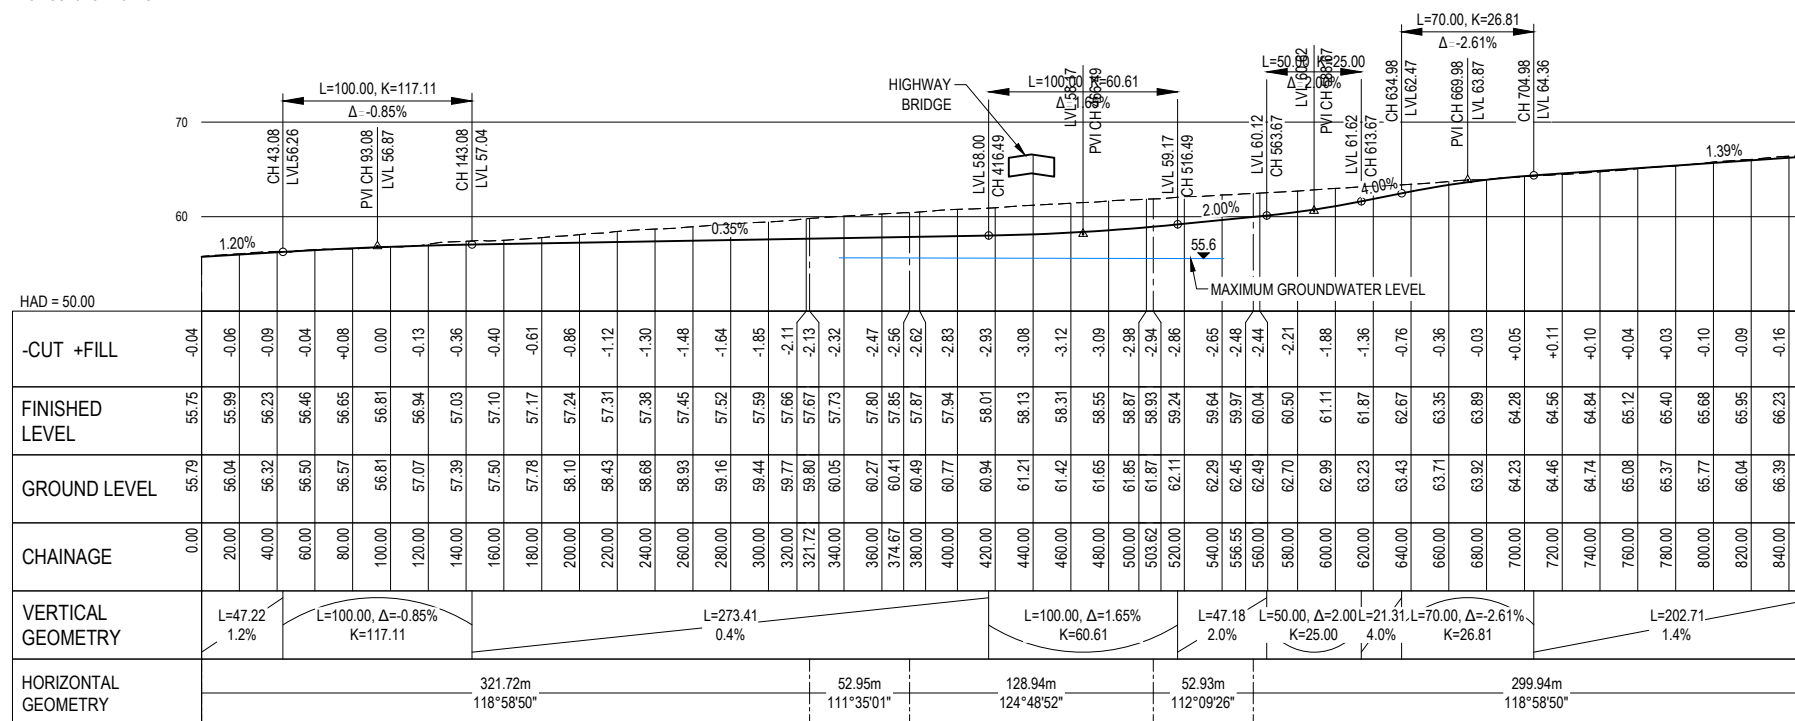 L=70.00, K=26.81
Δ=-2.61%
L=100.00, K=117.11
Δ=-0.85%
HIGHWAY
BRIDGE
L=100.00, K=60.61
Δ=1.65%
L=50.00, K=25.00
Δ=2.00%
70
60
CH 43.08
LVL56.26
PVI CH 93.08
LVL 56.87
CH 143.08
LVL 57.04
LVL 58.00
CH 416.49
LVL 58.17
PVI CH 466.49
LVL 59.17
CH 516.49
LVL 60.12
CH 563.67
PVI CH 588.67
LVL 61.62
CH 613.67
CH 634.98
LVL62.47
PVI CH 669.98
LVL 63.87
CH 704.98
LVL 64.36
1.20%
0.35%
2.00%
4.00%
1.39%
55.6
MAXIMUM GROUNDWATER LEVEL
HAD = 50.00
-CUT +FILL
-0.04 -0.06 -0.09 -0.04 +0.08 0.00 -0.13 -0.36 -0.40 -0.61 -0.86 -1.12 -1.30 -1.48 -1.64 -1.85 -2.11 -2.13 -2.32 -2.47 -2.56 -2.62 -2.83 -2.93 -3.08 -3.12 -3.09 -2.98 -2.94 -2.86 -2.65 -2.48 -2.44 -2.21 -1.88 -1.36 -0.76 -0.36 -0.03 +0.05 +0.11 +0.10 +0.04 +0.03 -0.10 -0.09 -0.16
FINISHED
LEVEL
55.75 55.99 56.23 56.46 56.65 56.81 56.94 57.03 57.10 57.17 57.24 57.31 57.38 57.45 57.52 57.59 57.66 57.67 57.73 57.80 57.85 57.87 57.94 58.01 58.13 58.31 58.55 58.87 58.93 59.24 59.64 59.97 60.04 60.50 61.11 61.87 62.67 63.35 63.89 64.28 64.56 64.84 65.12 65.40 65.68 65.95 66.23
GROUND LEVEL
55.79 56.04 56.32 56.50 56.57 56.81 57.07 57.39 57.50 57.78 58.10 58.43 58.68 58.93 59.16 59.44 59.77 59.80 60.05 60.27 60.41 60.49 60.77 60.94 61.21 61.42 61.65 61.85 61.87 62.11 62.29 62.45 62.49 62.70 62.99 63.23 63.43 63.71 63.92 64.23 64.46 64.74 65.08 65.37 65.77 66.04 66.39
CHAINAGE
0.00 20.00 40.00 60.00 80.00 100.00 120.00 140.00 160.00 180.00 200.00 220.00 240.00 260.00 280.00 300.00 320.00 321.72 340.00 360.00 374.67 380.00 400.00 420.00 440.00 460.00 480.00 500.00 503.62 520.00 540.00 556.55 560.00 580.00 600.00 620.00 640.00 660.00 680.00 700.00 720.00 740.00 760.00 780.00 800.00 820.00 840.00
VERTICAL
GEOMETRY
L=47.22
1.2%
L=100.00, Δ=-0.85%
K=117.11
L=273.41
0.4%
L=100.00, Δ=1.65%
K=60.61
L=47.18
2.0%
L=50.00, Δ=2.00
K=25.00
L=21.31
4.0%
L=70.00, Δ=-2.61%
K=26.81
L=202.71
1.4%
HORIZONTAL
GEOMETRY
321.72m
118°58'50"
52.95m
111°35'01"
128.94m
124°48'52"
52.93m
112°09'26"
299.94m
118°58'50"